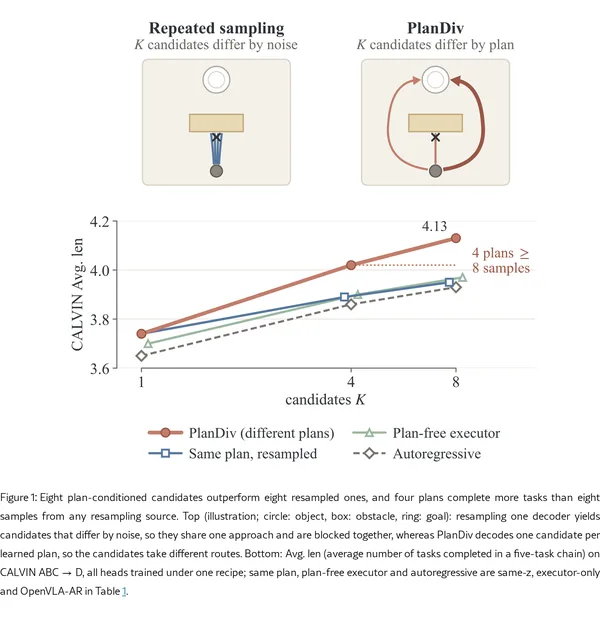 Repeated sampling
K candidates differ by noise
PlanDiv
K candidates differ by plan
4.2
4.0
3.8
3.6
CALVIN Avg. len
4.13
4 plans ≥
8 samples
1
4
8
candidates K
PlanDiv (different plans)
Plan-free executor
Same plan, resampled
Autoregressive
Figure 1: Eight plan-conditioned candidates outperform eight resampled ones, and four plans complete more tasks than eight
samples from any resampling source. Top (illustration; circle: object, box: obstacle, ring: goal): resampling one decoder yields
candidates that differ by noise, so they share one approach and are blocked together, whereas PlanDiv decodes one candidate per
learned plan, so the candidates take different routes. Bottom: Avg. len (average number of tasks completed in a five-task chain) on
CALVIN ABC → D, all heads trained under one recipe; same plan, plan-free executor and autoregressive are same-z, executor-only
and OpenVLA-AR in Table 1.